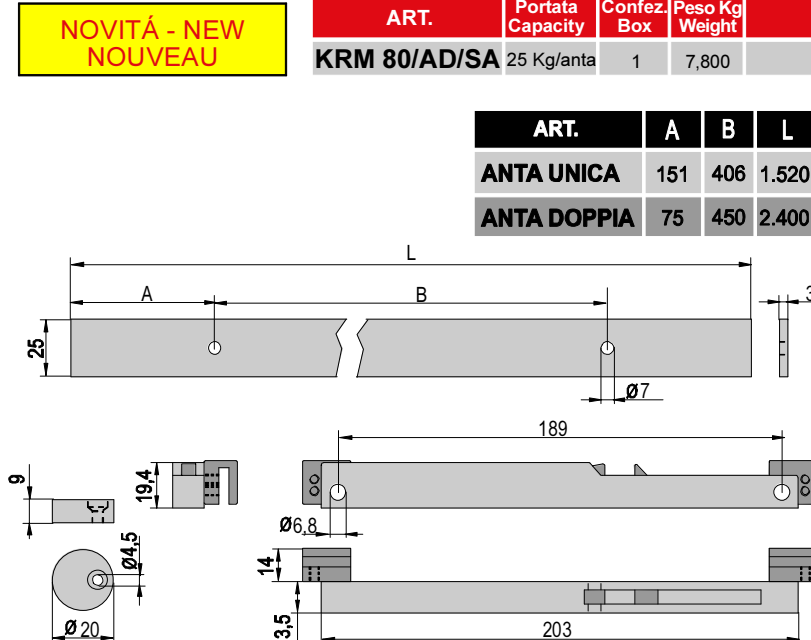 NOVITÁ - NEW
NOUVEAU
ART. Portata Capacity Confez. Box Peso Kg Weight
KRM 80/AD/SA 25 Kg/anta 1 7,800
ART. A B L
ANTA UNICA 151 406 1.520
ANTA DOPPIA 75 450 2.400
L
A B 3
25
Ø7
189
9 19,4
Ø6,8
Ø4,5 14
Ø 20 3,5 203